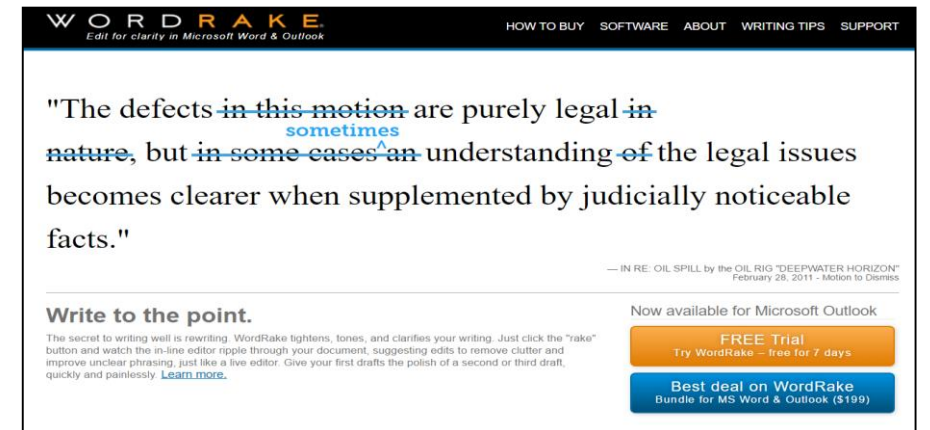 WORDRAKE
Edit for clarity in Microsoft Word & Outlook
HOW TO BUY SOFTWARE ABOUT WRITING TIPS SUPPORT
"The defects in this motion are purely legal in
sometimes
nature, but in some cases ^ an understanding of the legal issues
becomes clearer when supplemented by judicially noticeable
facts."
— IN RE: OIL SPILL by the OIL RIG "DEEPWATER HORIZON"
February 28, 2011 - Motion to Dismiss
Write to the point.
The secret to writing well is rewriting. WordRake tightens, tones, and clarifies your writing. Just click the "rake"
button and watch the in-line editor ripple through your document, suggesting edits to remove clutter and
improve unclear phrasing, just like a live editor. Give your first drafts the polish of a second or third draft,
quickly and painlessly. Learn more.
Now available for Microsoft Outlook
FREE Trial
Try WordRake – free for 7 days
Best deal on WordRake
Bundle for MS Word & Outlook ($199)